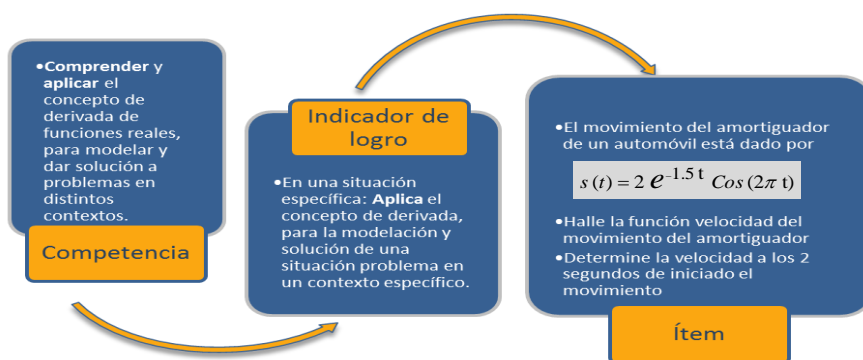 •Comprender y
aplicar el
concepto de
derivada de
funciones reales,
para modelar y
dar solución a
problemas en
distintos
contextos.
Competencia
Indicador de
logro
•En una situación
específica: Aplica el
concepto de derivada,
para la modelación y
solución de una
situación problema en
un contexto específico.
•El movimiento del amortiguador
de un automóvil está dado por
s (t) = 2 e^-1.5 t Cos (2π t)
•Halle la función velocidad del
movimiento del amortiguador
•Determine la velocidad a los 2
segundos de iniciado el
movimiento
Ítem